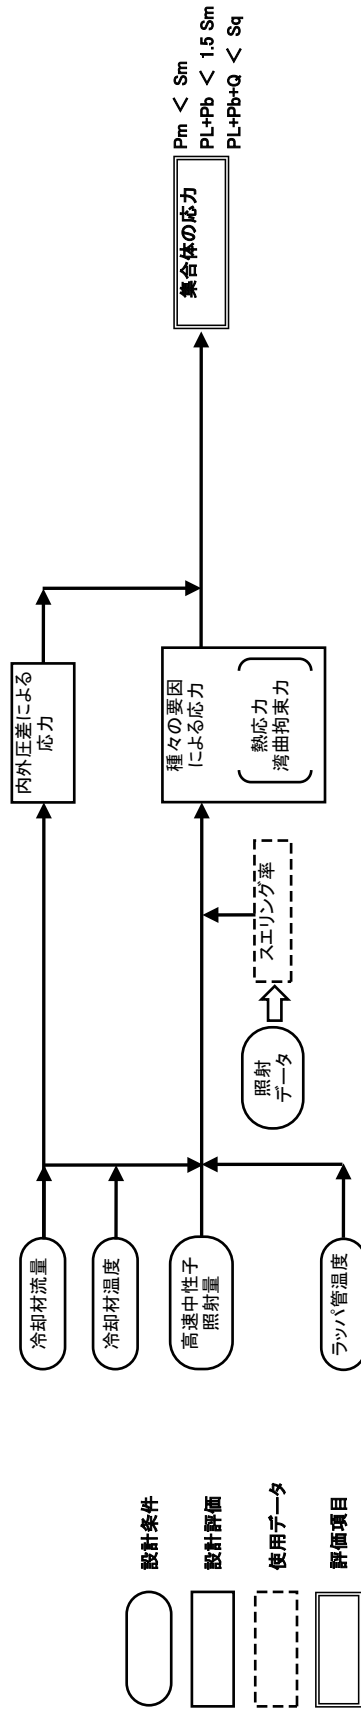 設計条件
設計評価
使用データ
評価項目
冷却材流量
冷却材温度
高速中性子
照射量
ラッパ管温度
照射
データ
スエリング率
内外圧差による
応力
種々の要因
による応力
熱応力
湾曲拘束力
集合体の応力
Pm < Sm
PL+Pb < 1.5 Sm
PL+Pb+Q < Sq